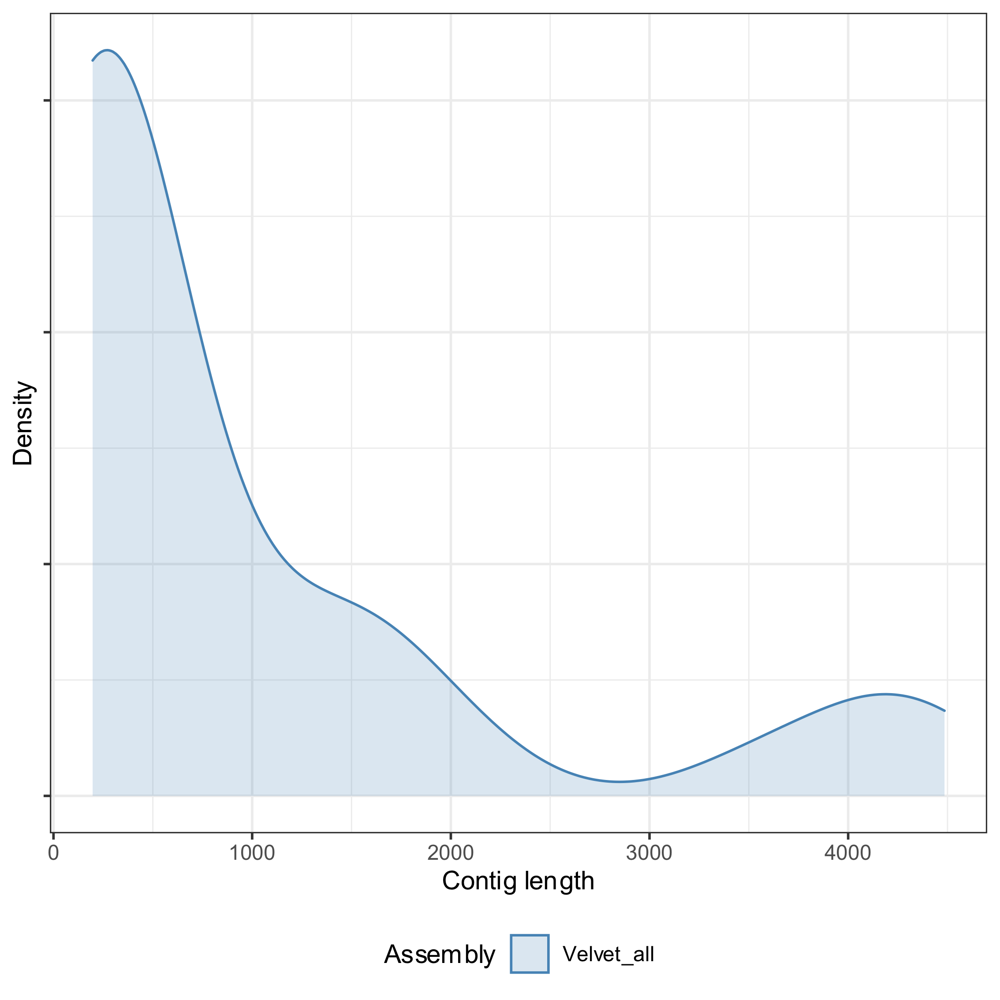 Density
0 1000 2000 3000 4000
Contig length
Assembly Velvet_all